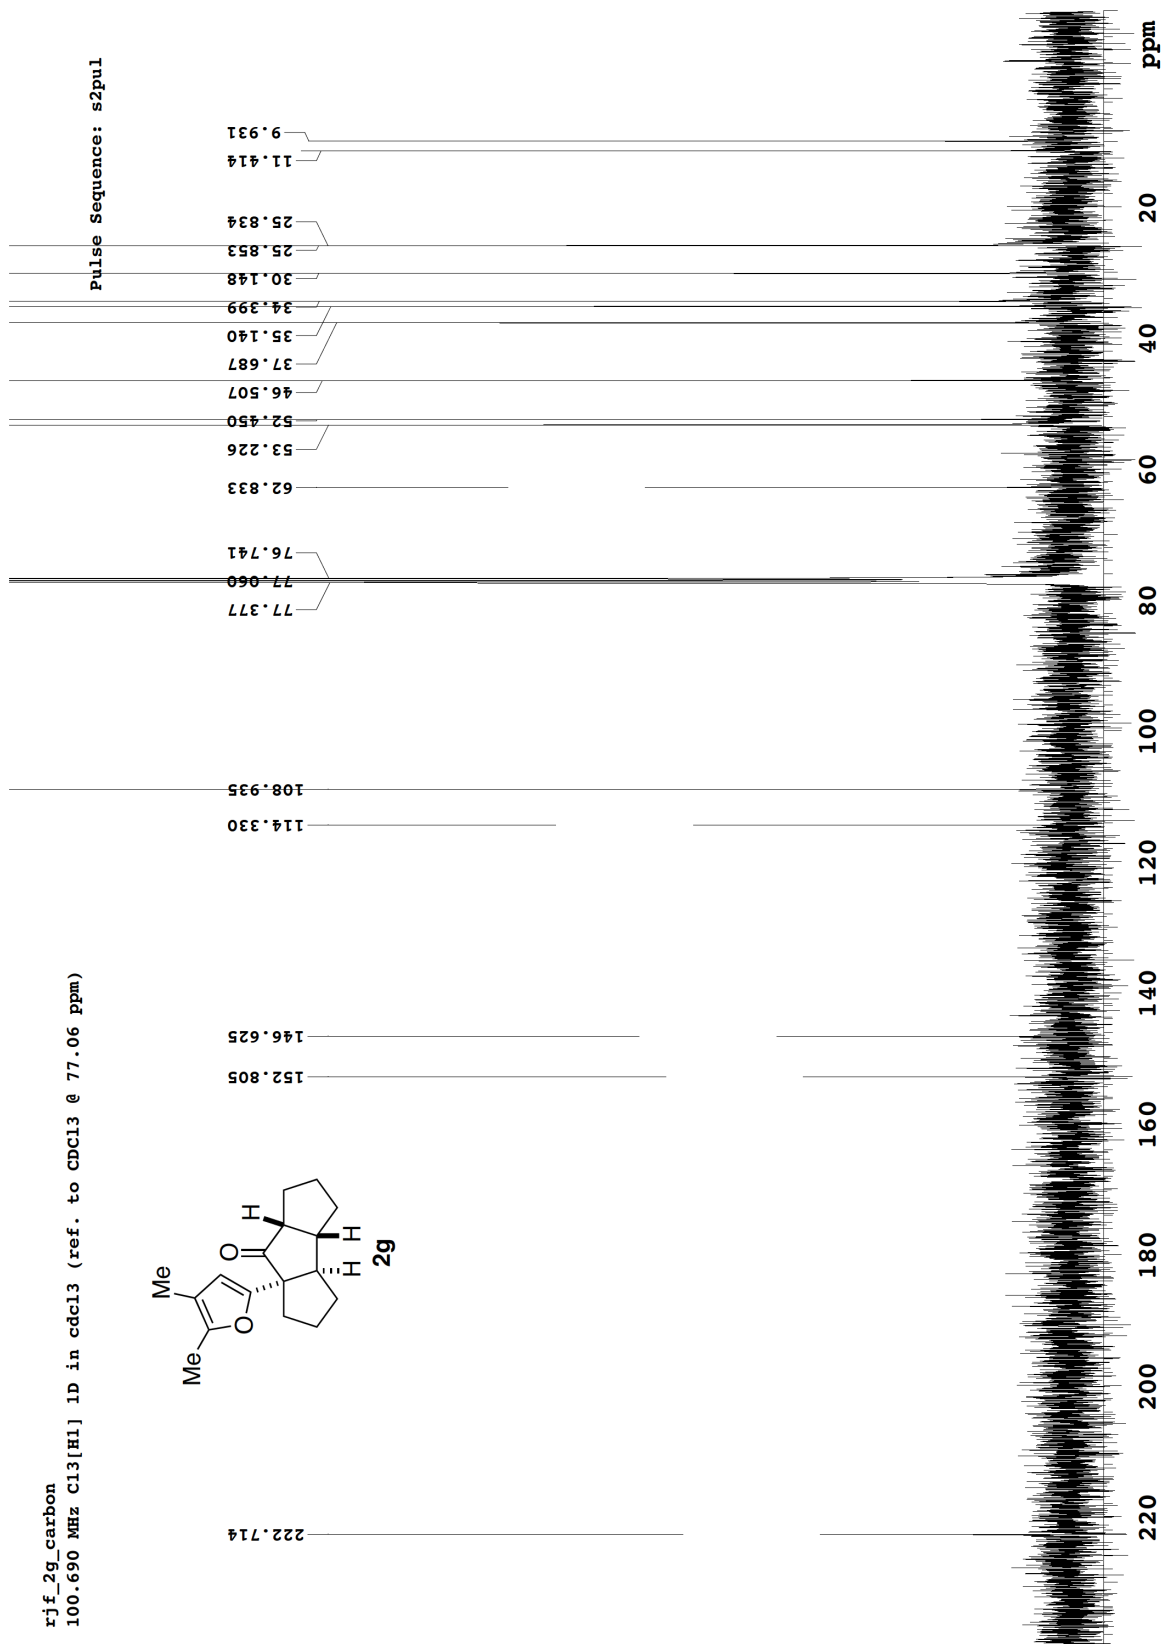 rjf_2g_carbon
100.690 MHz C13[H1] 1D in cdcl3 (ref. to CDCl3 @ 77.06 ppm)
Pulse Sequence: s2pul
222.714
152.805
146.625
114.330
108.935
77.377
77.060
76.741
62.833
53.226
52.450
46.507
37.687
35.140
34.399
30.148
25.853
25.834
11.414
9.931
Me
Me
O
O
H
H
H
2g
220
200
180
160
140
120
100
80
60
40
20
ppm